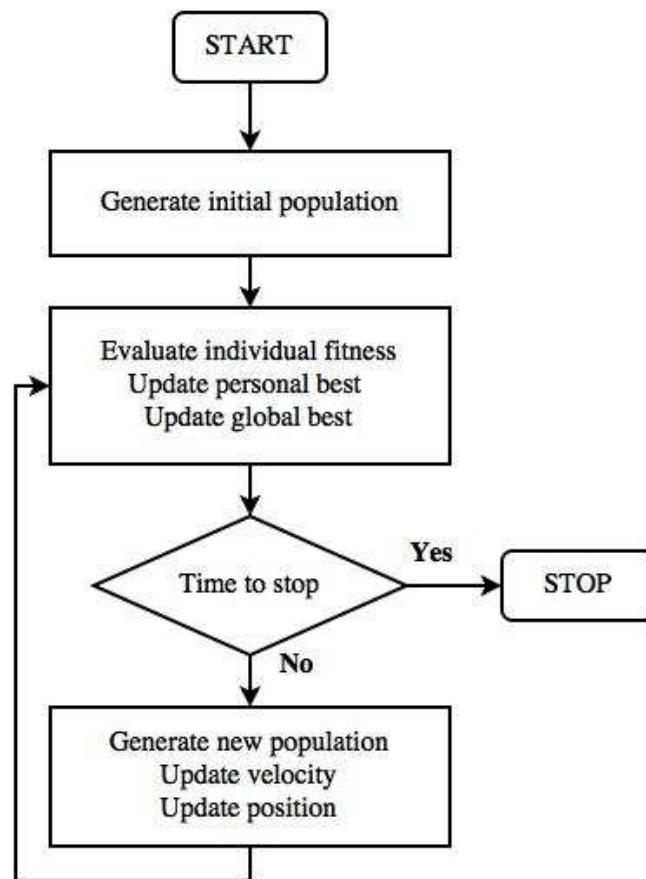 START
Generate initial population
Evaluate individual fitness
Update personal best
Update global best
Time to stop
Yes
STOP
No
Generate new population
Update velocity
Update position